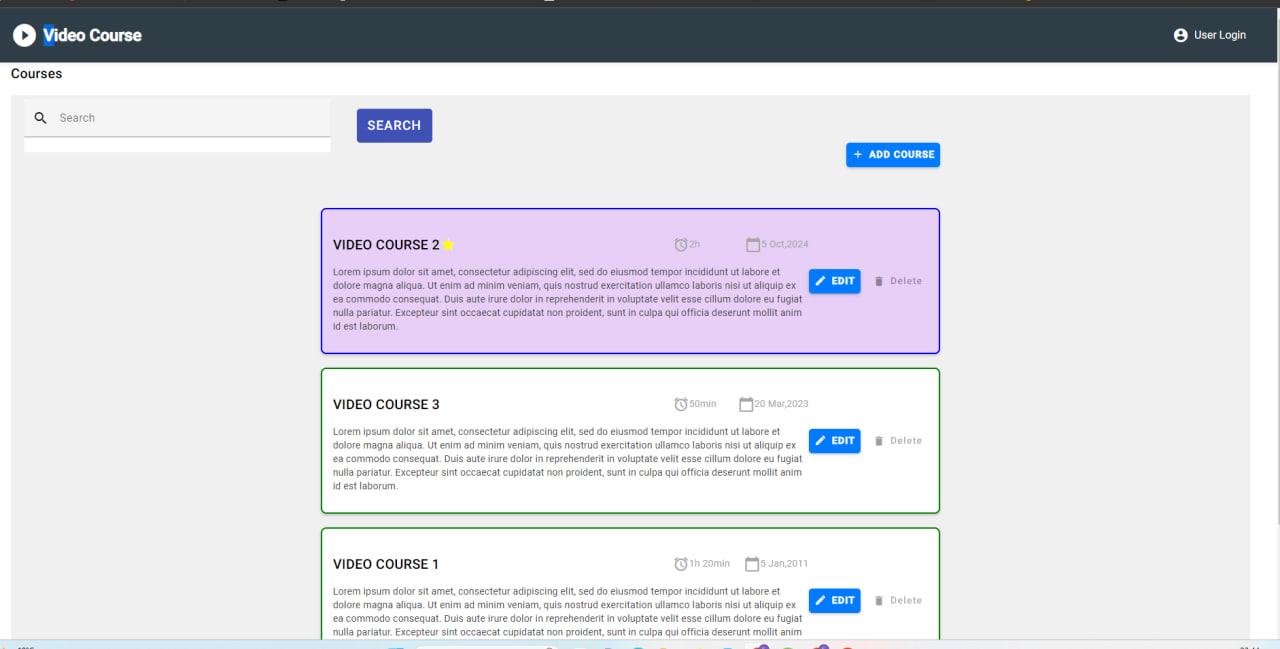 Video Course
User Login
Courses
Search
SEARCH
+ ADD COURSE
VIDEO COURSE 2
2h
5 Oct,2024
Lorem ipsum dolor sit amet, consectetur adipiscing elit, sed do eiusmod tempor incididunt ut labore et
dolore magna aliqua. Ut enim ad minim veniam, quis nostrud exercitation ullamco laboris nisi ut aliquip ex
ea commodo consequat. Duis aute irure dolor in reprehenderit in voluptate velit esse cillum dolore eu fugiat
nulla pariatur. Excepteur sint occaecat cupidatat non proident, sunt in culpa qui officia deserunt mollit anim
id est laborum.
EDIT
Delete
VIDEO COURSE 3
50min
20 Mar,2023
Lorem ipsum dolor sit amet, consectetur adipiscing elit, sed do eiusmod tempor incididunt ut labore et
dolore magna aliqua. Ut enim ad minim veniam, quis nostrud exercitation ullamco laboris nisi ut aliquip ex
ea commodo consequat. Duis aute irure dolor in reprehenderit in voluptate velit esse cillum dolore eu fugiat
nulla pariatur. Excepteur sint occaecat cupidatat non proident, sunt in culpa qui officia deserunt mollit anim
id est laborum.
EDIT
Delete
VIDEO COURSE 1
1h 20min
5 Jan,2011
Lorem ipsum dolor sit amet, consectetur adipiscing elit, sed do eiusmod tempor incididunt ut labore et
dolore magna aliqua. Ut enim ad minim veniam, quis nostrud exercitation ullamco laboris nisi ut aliquip ex
ea commodo consequat. Duis aute irure dolor in reprehenderit in voluptate velit esse cillum dolore eu fugiat
nulla pariatur. Excepteur sint occaecat cupidatat non proident, sunt in culpa qui officia deserunt mollit anim
EDIT
Delete